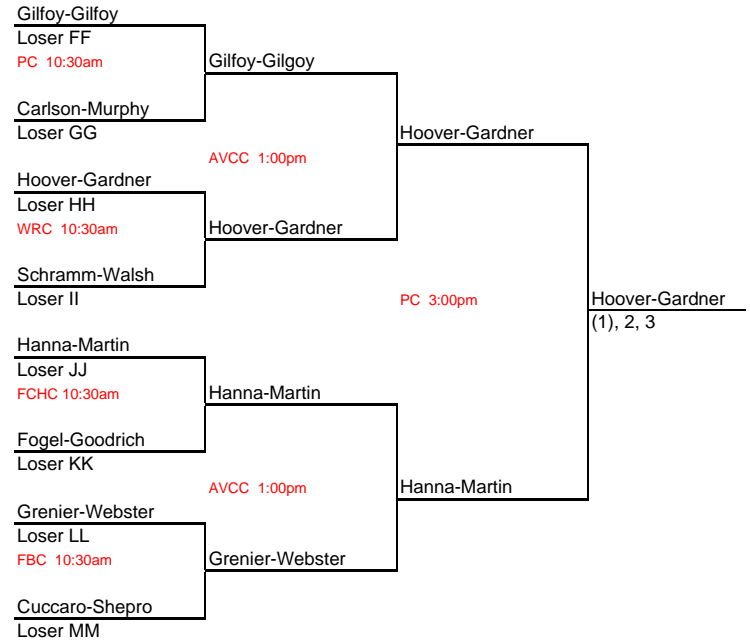 Gilfoy-Gilfoy
Loser FF
PC 10:30am
Gilfoy-Gilgoy
Carlson-Murphy
Loser GG
Hoover-Gardner
AVCC 1:00pm
Hoover-Gardner
Loser HH
WRC 10:30am
Hoover-Gardner
Schramm-Walsh
Loser II
PC 3:00pm
Hoover-Gardner
(1), 2, 3
Hanna-Martin
Loser JJ
FCHC 10:30am
Hanna-Martin
Fogel-Goodrich
Loser KK
AVCC 1:00pm
Hanna-Martin
Grenier-Webster
Loser LL
FBC 10:30am
Grenier-Webster
Cuccaro-Shepro
Loser MM